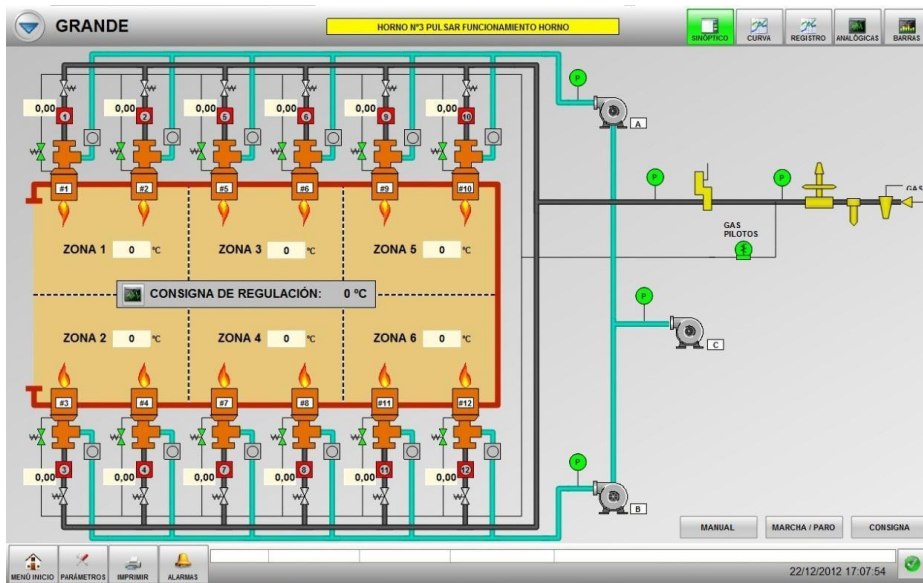 GRANDE
HORNO Nº3 PULSAR FUNCIONAMIENTO HORNO
SINÓPTICO
CURVA
REGISTRO
ANALÓGICAS
BARRAS
P
0,00
0,00
0,00
0,00
0,00
0,00
1
2
5
6
9
10
A
#1
#2
#5
#6
#9
#10
P
P
GAS
GAS
PILOTOS
ZONA 1 0 ºC
ZONA 3 0 ºC
ZONA 5 0 ºC
CONSIGNA DE REGULACIÓN: 0 ºC
P
C
ZONA 2 0 ºC
ZONA 4 0 ºC
ZONA 6 0 ºC
#3
#4
#7
#8
#11
#12
P
0,00
0,00
0,00
0,00
0,00
0,00
3
4
7
8
11
12
B
MANUAL
MARCHA / PARO
CONSIGNA
MENÚ INICIO
PARÁMETROS
IMPRIMIR
ALARMAS
22/12/2012 17:07:54